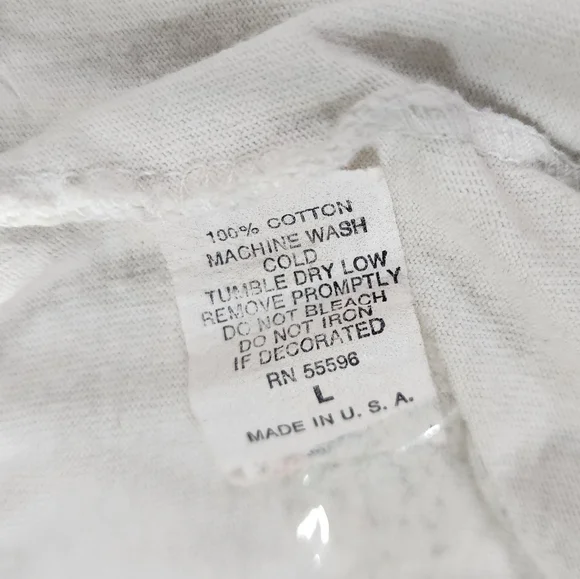 100% COTTON
MACHINE WASH
COLD
TUMBLE DRY LOW
REMOVE PROMPTLY
DO NOT BLEACH
DO NOT IRON
IF DECORATED
RN 55596
L
MADE IN U. S. A.